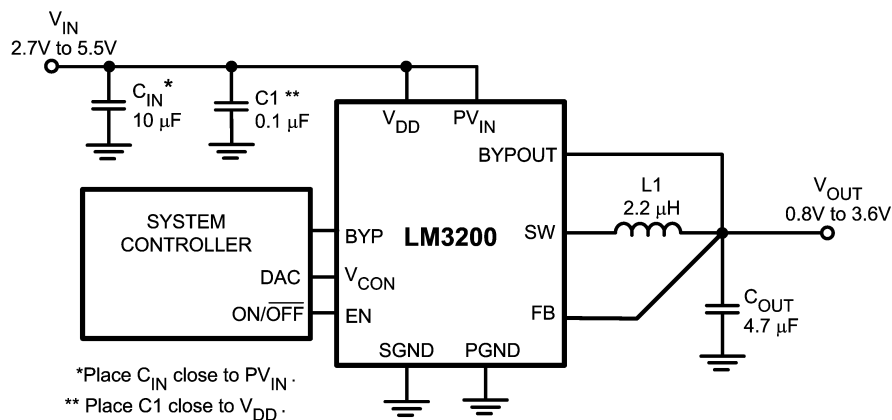 V_IN
2.7V to 5.5V
C_IN *
10 µF
C1 **
0.1 µF
V_DD
PV_IN
BYPOUT
L1
2.2 µH
V_OUT
0.8V to 3.6V
SYSTEM
CONTROLLER
BYP
LM3200
SW
DAC
V_CON
ON/O̅F̅F̅
EN
FB
C_OUT
4.7 µF
SGND
PGND
*Place C_IN close to PV_IN.
** Place C1 close to V_DD.